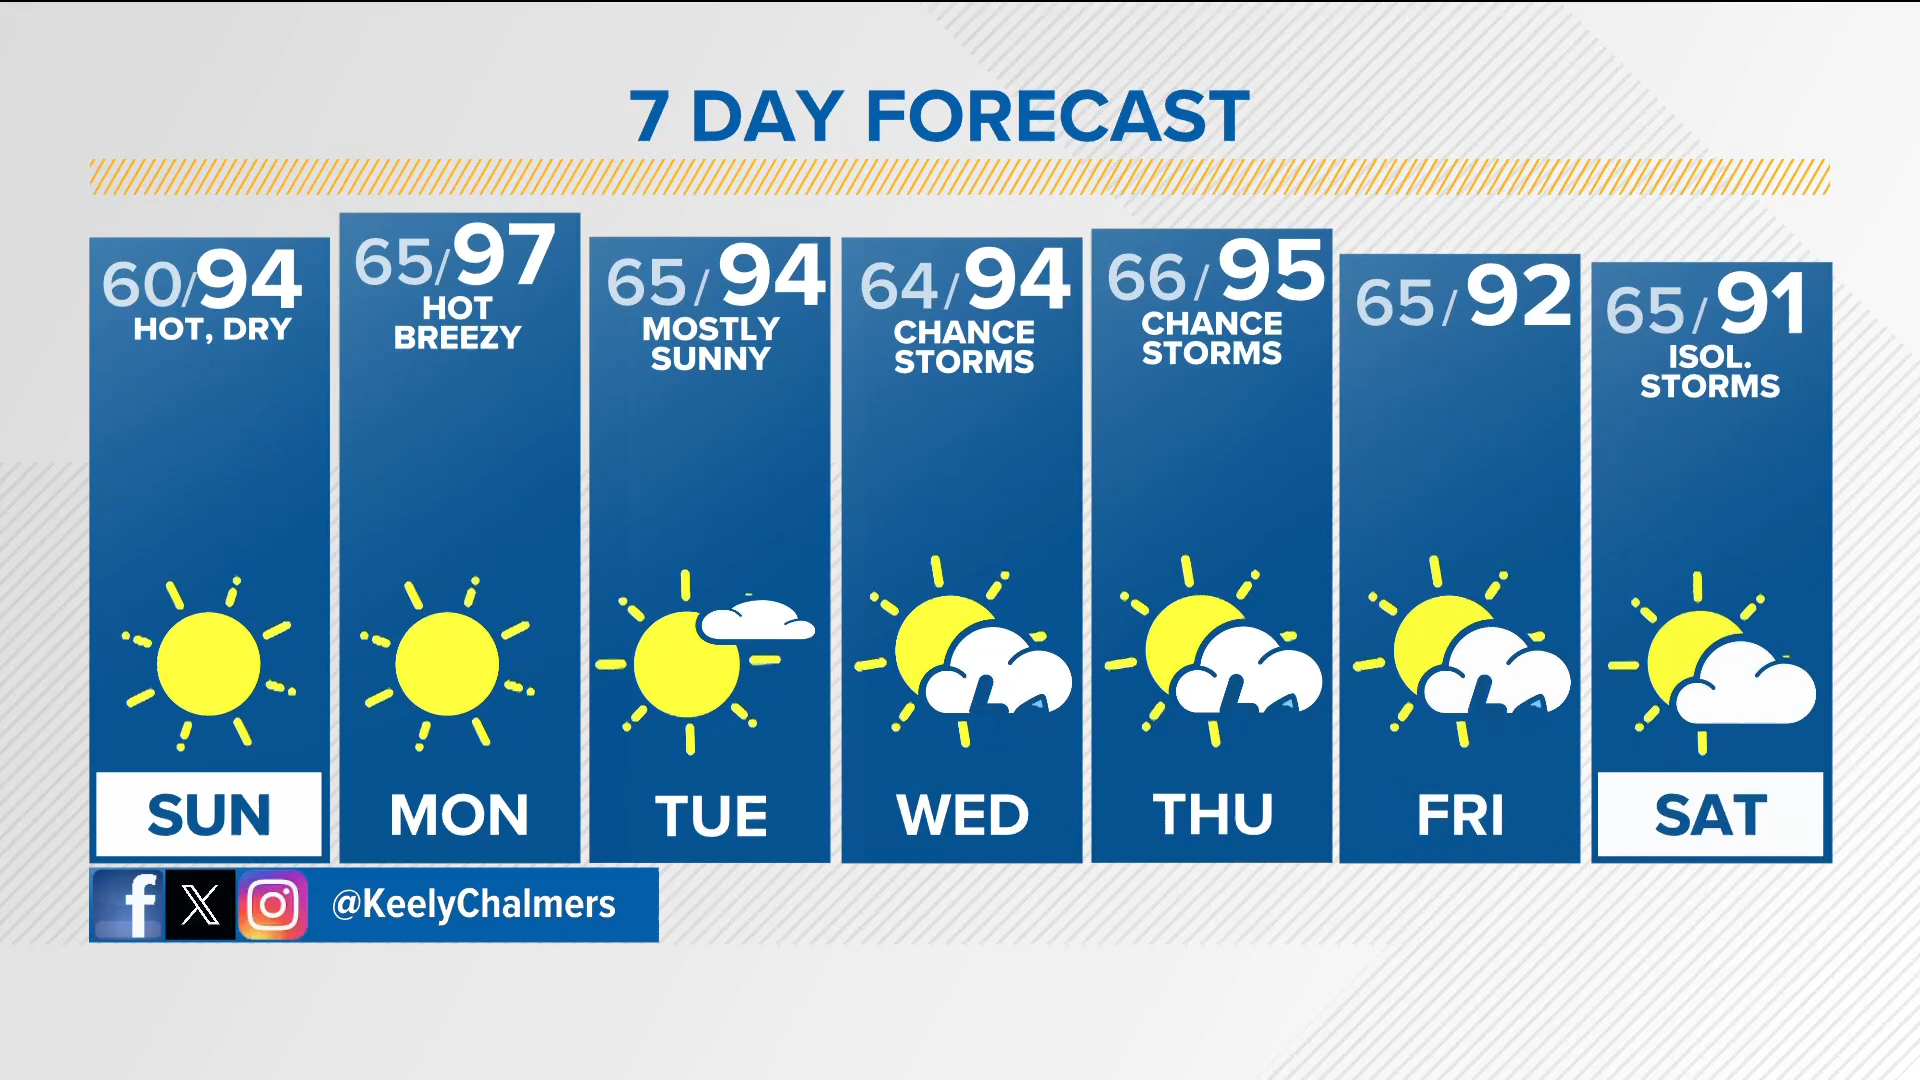 7 DAY FORECAST
60/94
HOT, DRY
SUN
65/97
HOT
BREEZY
MON
65/94
MOSTLY
SUNNY
TUE
64/94
CHANCE
STORMS
WED
66/95
CHANCE
STORMS
THU
65/92
FRI
65/91
ISOL.
STORMS
SAT
@KeelyChalmers